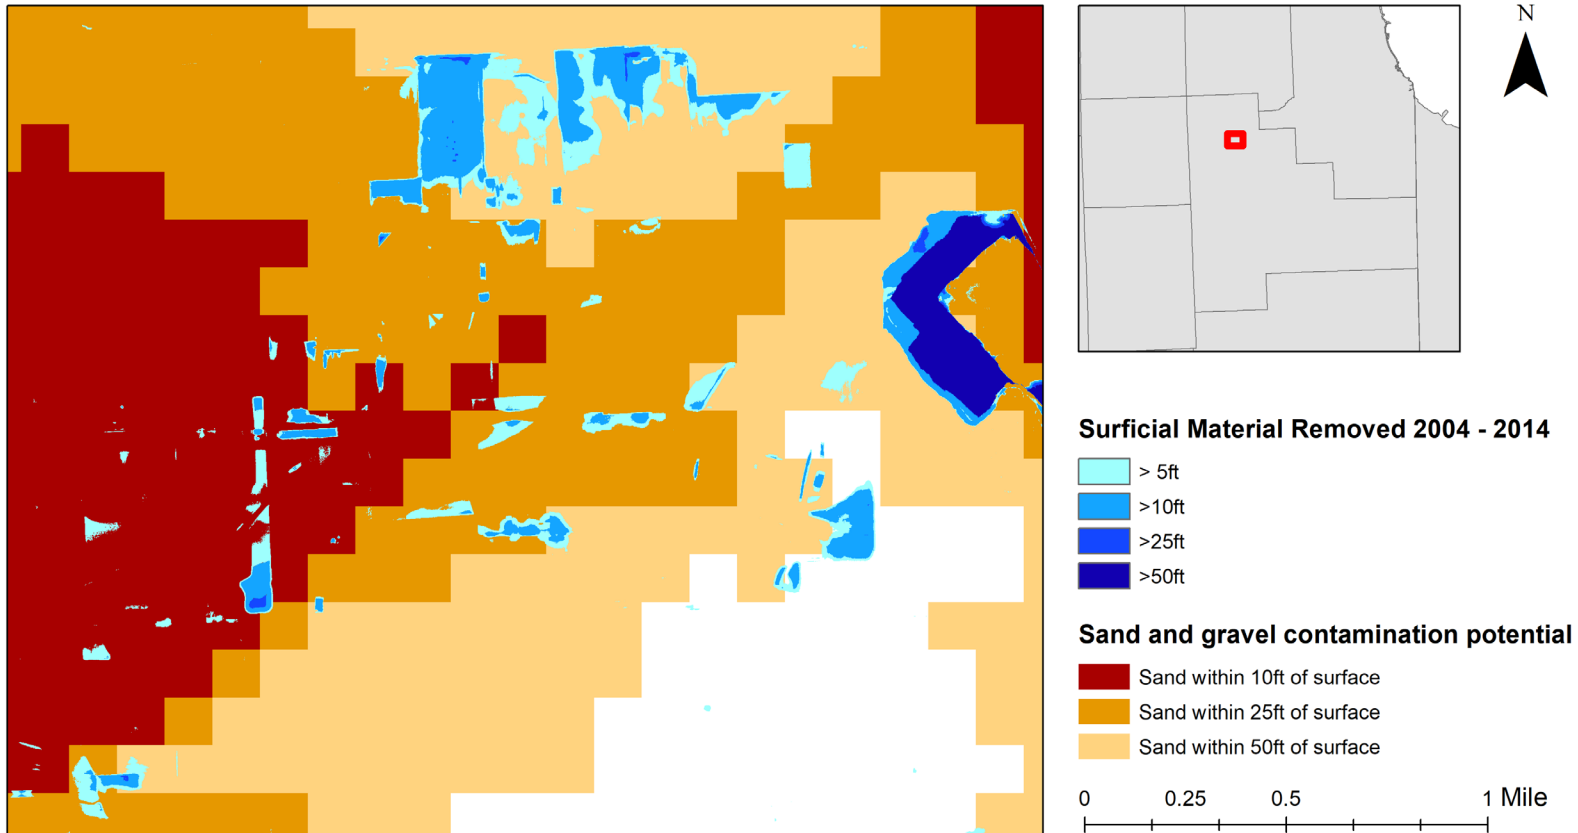 N
Surficial Material Removed 2004 - 2014
> 5ft
>10ft
>25ft
>50ft
Sand and gravel contamination potential
Sand within 10ft of surface
Sand within 25ft of surface
Sand within 50ft of surface
0 0.25 0.5 1 Mile